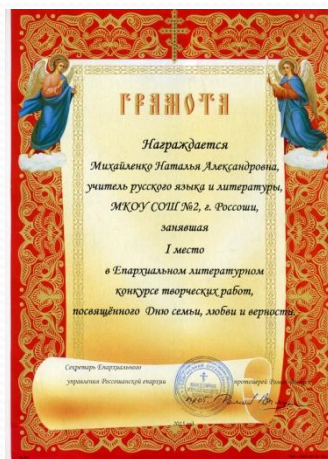 ГРАМОТА
Награждается
Михайленко Наталья Александровна,
учитель русского языка и литературы,
МКОУ СОШ №2, г. Россоши,
занявшая
I место
в Епархиальном литературном
конкурсе творческих работ,
посвящённого Дню семьи, любви и верности.
Секретарь Епархиального
управления Россошанской епархии протоиерей